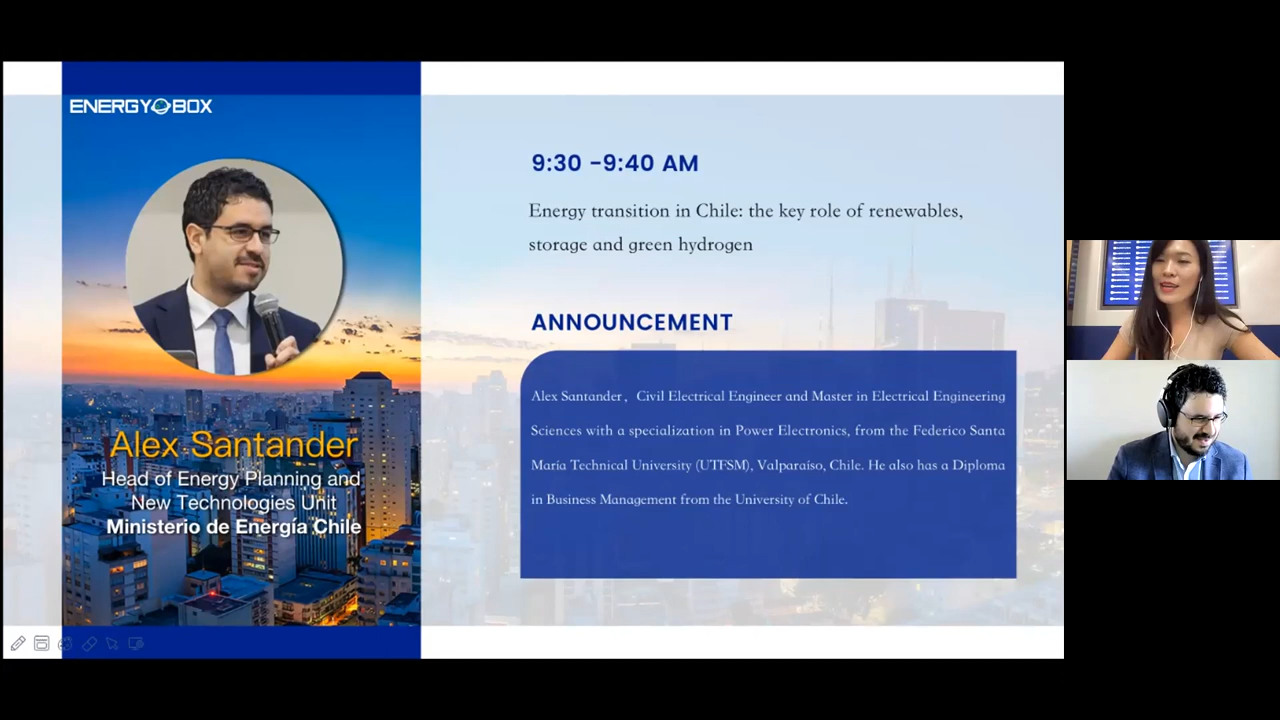 ENERGY BOX
Alex Santander
Head of Energy Planning and
New Technologies Unit
Ministerio de Energía Chile
9:30 -9:40 AM
Energy transition in Chile: the key role of renewables,
storage and green hydrogen
ANNOUNCEMENT
Alex Santander, Civil Electrical Engineer and Master in Electrical Engineering
Sciences with a specialization in Power Electronics, from the Federico Santa
María Technical University (UTFSM), Valparaíso, Chile. He also has a Diploma
in Business Management from the University of Chile.